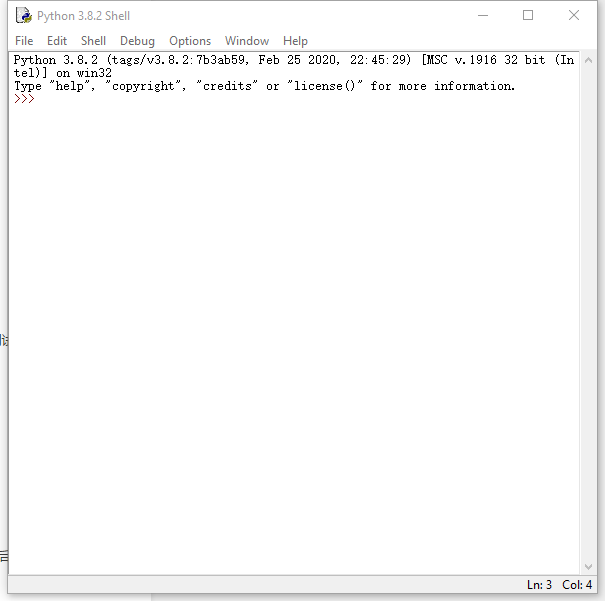 Python 3.8.2 Shell
File Edit Shell Debug Options Window Help
Python 3.8.2 (tags/v3.8.2:7b3ab59, Feb 25 2020, 22:45:29) [MSC v.1916 32 bit (In
tel)] on win32
Type "help", "copyright", "credits" or "license()" for more information.
>>>
Ln: 3 Col: 4